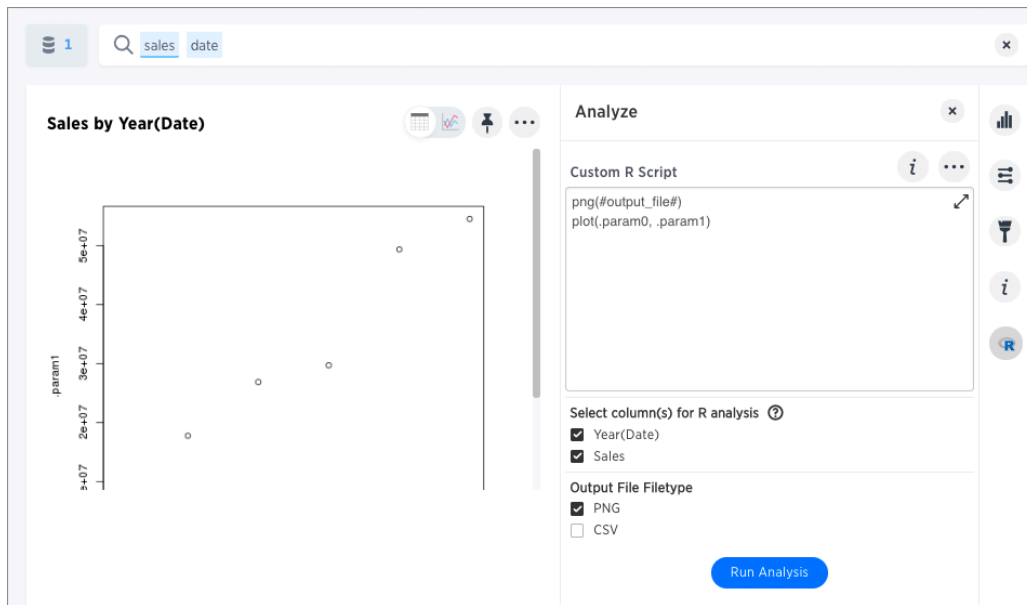 1
sales date
Sales by Year(Date)
5e+07
4e+07
3e+07
2e+07
e+07
.param1
Analyze
Custom R Script
i
png(#output_file#)
plot(.param0, .param1)
Select column(s) for R analysis ?
Year(Date)
Sales
Output File Filetype
PNG
CSV
Run Analysis
i
R